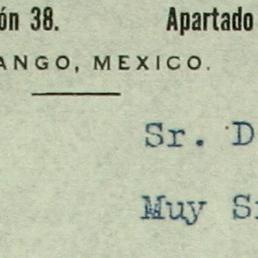 ón 38. Apartado
ANGO, MEXICO.
Sr. D
Muy S